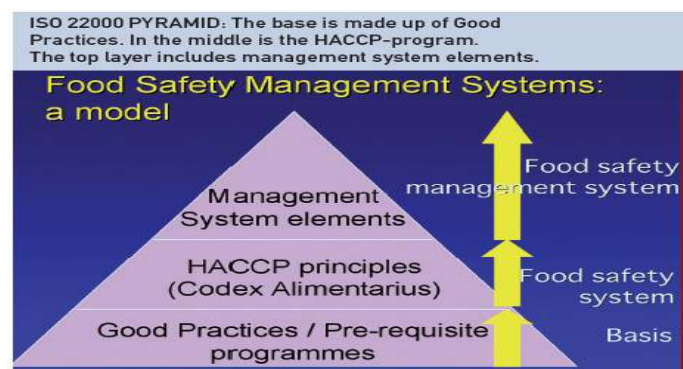 ISO 22000 PYRAMID: The base is made up of Good
Practices. In the middle is the HACCP-program.
The top layer includes management system elements.
Food Safety Management Systems:
a model
Management
System elements
Food safety
management system
HACCP principles
(Codex Alimentarius)
Food safety
system
Good Practices / Pre-requisite
programmes
Basis